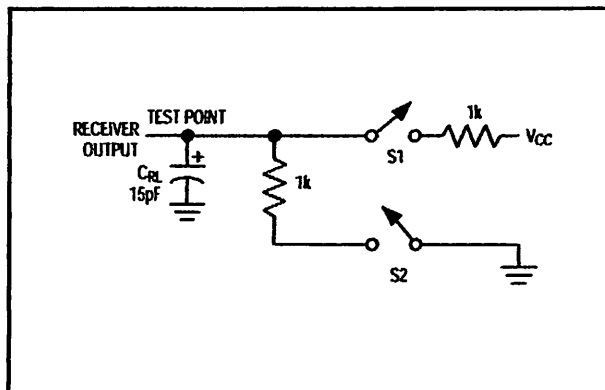 TEST POINT
RECEIVER
OUTPUT
CRL
15pF
1k
S1
1k
VCC
S2